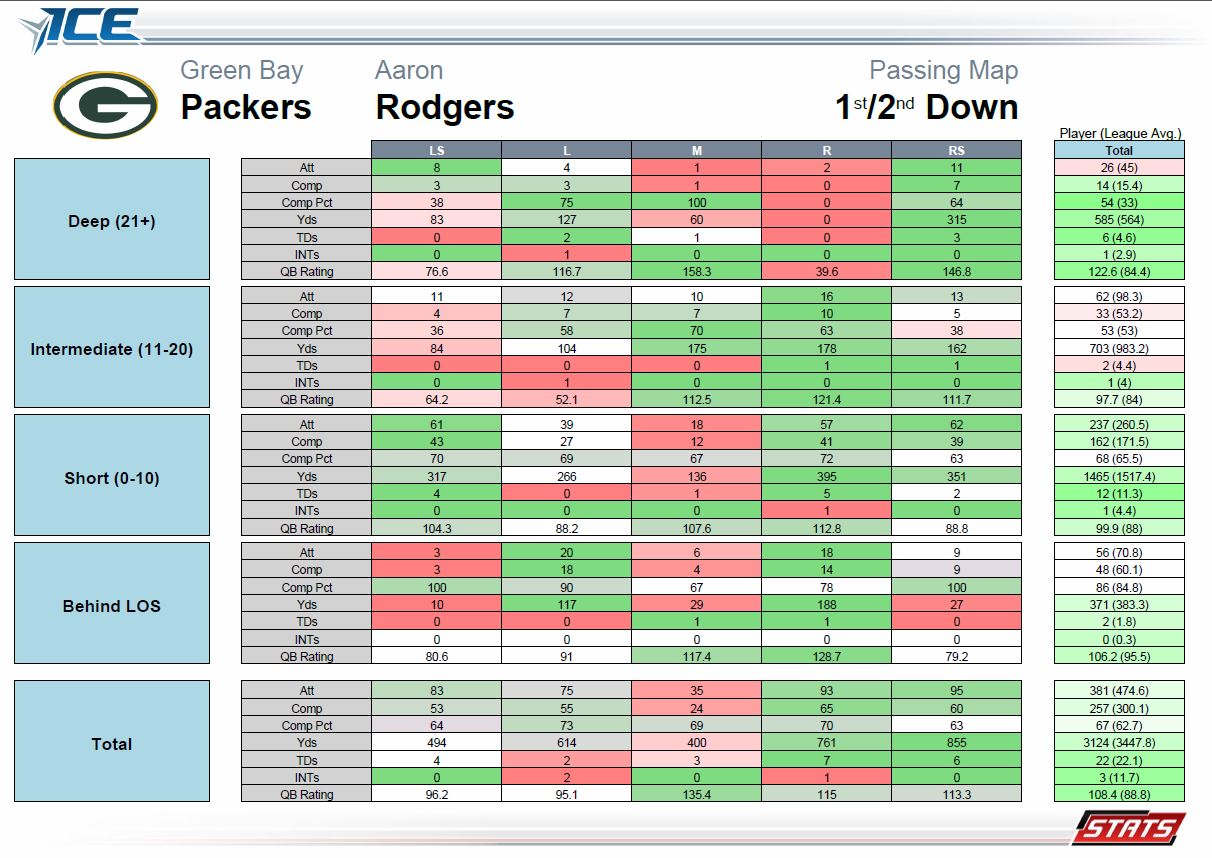 ICE
Green Bay Aaron Passing Map
Packers Rodgers 1st/2nd Down
G
Player (League Avg.)
LS L M R RS Total
Deep (21+)
Att 8 4 1 2 11 26 (45)
Comp 3 3 1 0 7 14 (15.4)
Comp Pct 38 75 100 0 64 54 (33)
Yds 83 127 60 0 315 585 (564)
TDs 0 2 1 0 3 6 (4.6)
INTs 0 1 0 0 0 1 (2.9)
QB Rating 76.6 116.7 158.3 39.6 146.8 122.6 (84.4)
Intermediate (11-20)
Att 11 12 10 16 13 62 (98.3)
Comp 4 7 7 10 5 33 (53.2)
Comp Pct 36 58 70 63 38 53 (53)
Yds 84 104 175 178 162 703 (983.2)
TDs 0 0 0 1 1 2 (4.4)
INTs 0 1 0 0 0 1 (4)
QB Rating 64.2 52.1 112.5 121.4 111.7 97.7 (84)
Short (0-10)
Att 61 39 18 57 62 237 (260.5)
Comp 43 27 12 41 39 162 (171.5)
Comp Pct 70 69 67 72 63 68 (65.5)
Yds 317 266 136 395 351 1465 (1517.4)
TDs 4 0 1 5 2 12 (11.3)
INTs 0 0 0 1 0 1 (4.4)
QB Rating 104.3 88.2 107.6 112.8 88.8 99.9 (88)
Behind LOS
Att 3 20 6 18 9 56 (70.8)
Comp 3 18 4 14 9 48 (60.1)
Comp Pct 100 90 67 78 100 86 (84.8)
Yds 10 117 29 188 27 371 (383.3)
TDs 0 0 1 1 0 2 (1.8)
INTs 0 0 0 0 0 0 (0.3)
QB Rating 80.6 91 117.4 128.7 79.2 106.2 (95.5)
Total
Att 83 75 35 93 95 381 (474.6)
Comp 53 55 24 65 60 257 (300.1)
Comp Pct 64 73 69 70 63 67 (62.7)
Yds 494 614 400 761 855 3124 (3447.8)
TDs 4 2 3 7 6 22 (22.1)
INTs 0 2 0 1 0 3 (11.7)
QB Rating 96.2 95.1 135.4 115 113.3 108.4 (88.8)
STATS